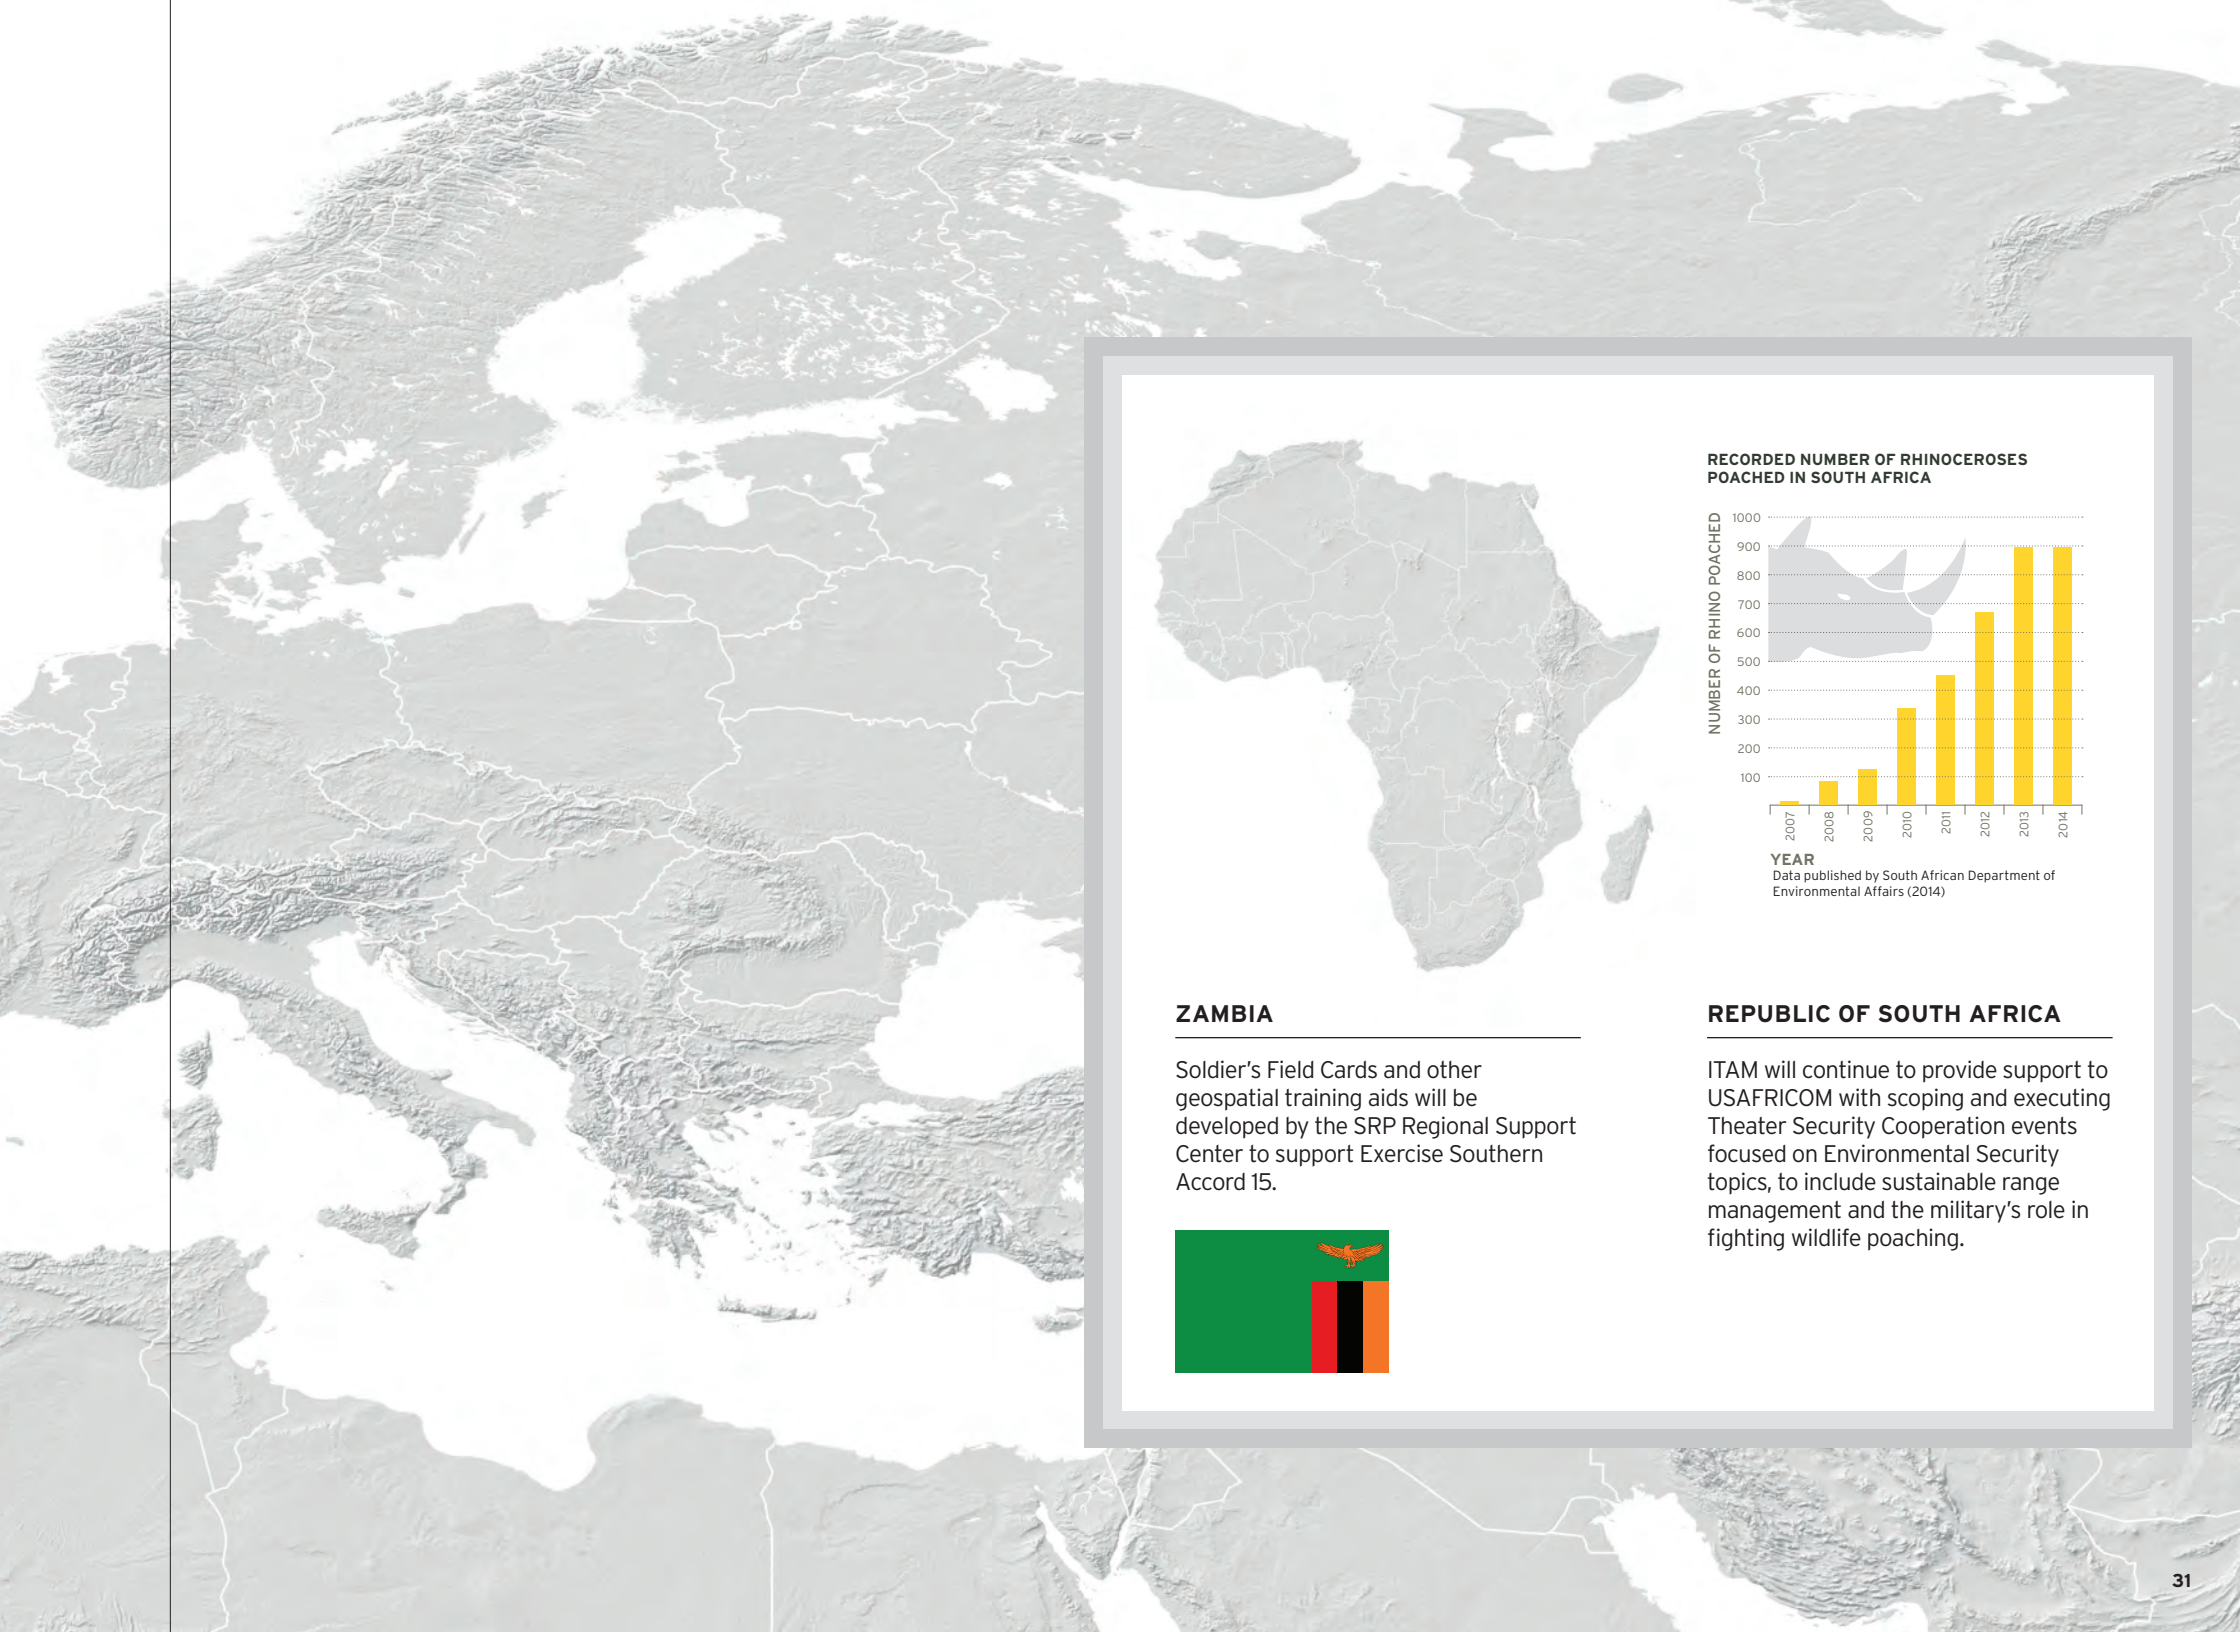 RECORDED NUMBER OF RHINOCEROSES
POACHED IN SOUTH AFRICA
NUMBER OF RHINO POACHED
1000
900
800
700
600
500
400
300
200
100
2007
2008
2009
2010
2011
2012
2013
2014
YEAR
Data published by South African Department of
Environmental Affairs (2014)
ZAMBIA
Soldier’s Field Cards and other
geospatial training aids will be
developed by the SRP Regional Support
Center to support Exercise Southern
Accord 15.
REPUBLIC OF SOUTH AFRICA
ITAM will continue to provide support to
USAFRICOM with scoping and executing
Theater Security Cooperation events
focused on Environmental Security
topics, to include sustainable range
management and the military’s role in
fighting wildlife poaching.
31